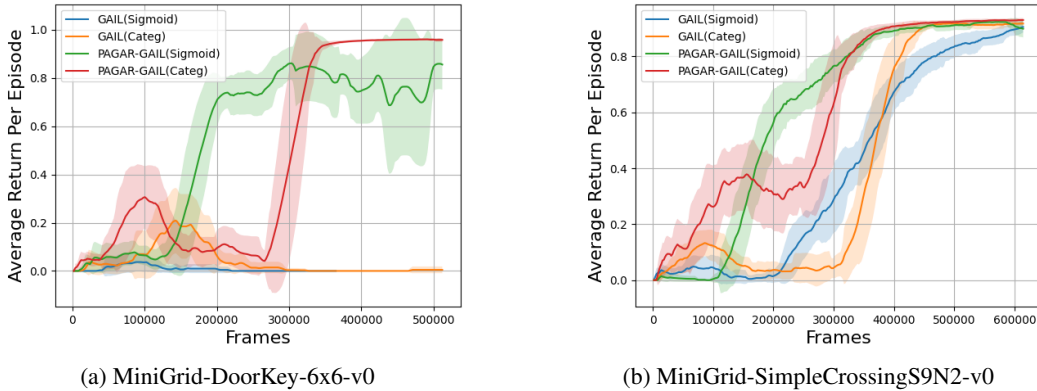 GAIL(Sigmoid)
GAIL(Categ)
PAGAR-GAIL(Sigmoid)
PAGAR-GAIL(Categ)
Average Return Per Episode
1.0
0.8
0.6
0.4
0.2
0.0
0 100000 200000 300000 400000 500000
Frames
(a) MiniGrid-DoorKey-6x6-v0
GAIL(Sigmoid)
GAIL(Categ)
PAGAR-GAIL(Sigmoid)
PAGAR-GAIL(Categ)
Average Return Per Episode
0.8
0.6
0.4
0.2
0.0
0 100000 200000 300000 400000 500000 600000
Frames
(b) MiniGrid-SimpleCrossingS9N2-v0